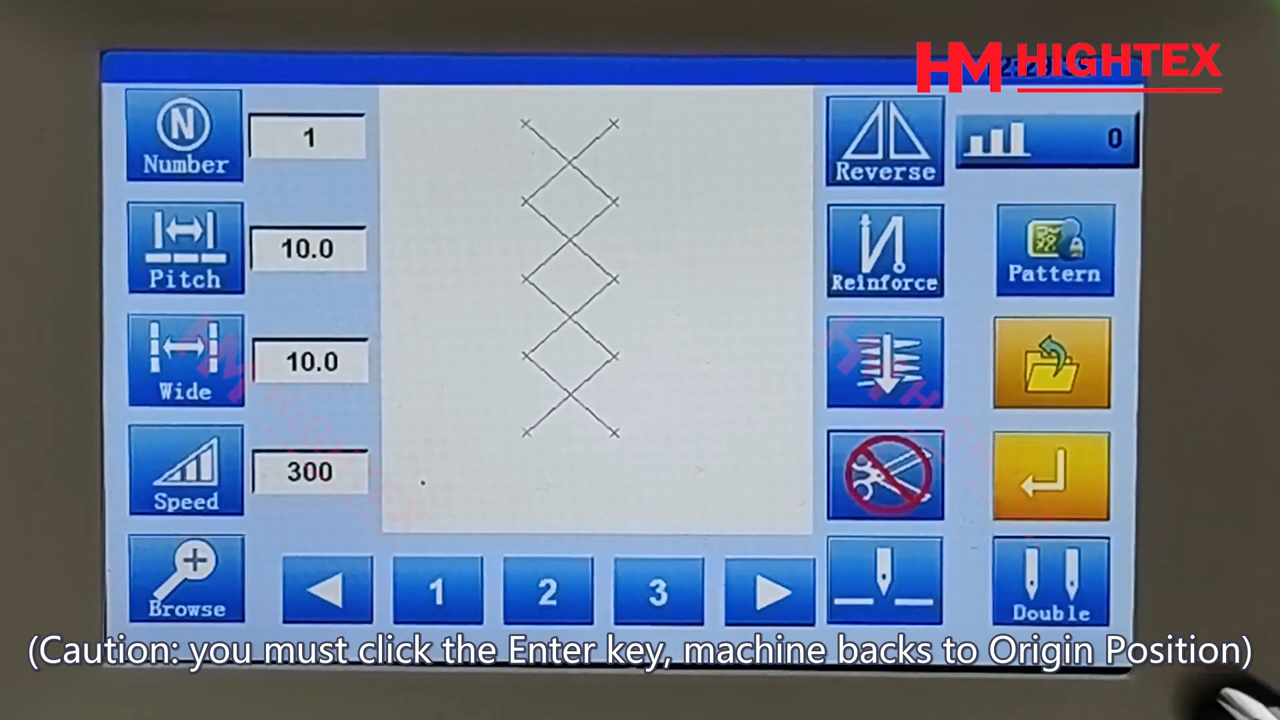 HM HIGHTEX
N
Number
1
Reverse
0
Pitch
10.0
Reinforce
Pattern
Wide
10.0
Speed
300
Browse
1
2
3
Double
(Caution: you must click the Enter key, machine backs to Origin Position)